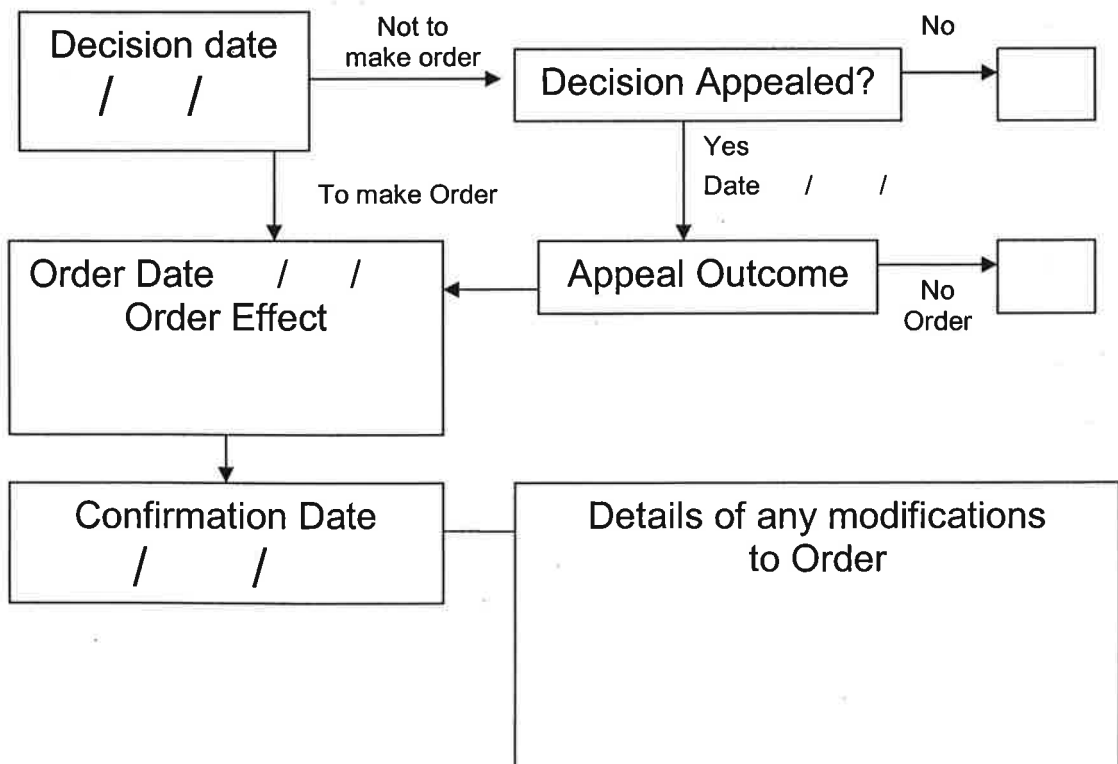 Decision date
/ /
Not to
make order
Decision Appealed?
No
Yes
Date / /
To make Order
Order Date / /
Order Effect
Appeal Outcome
No
Order
Confirmation Date
/ /
Details of any modifications
to Order